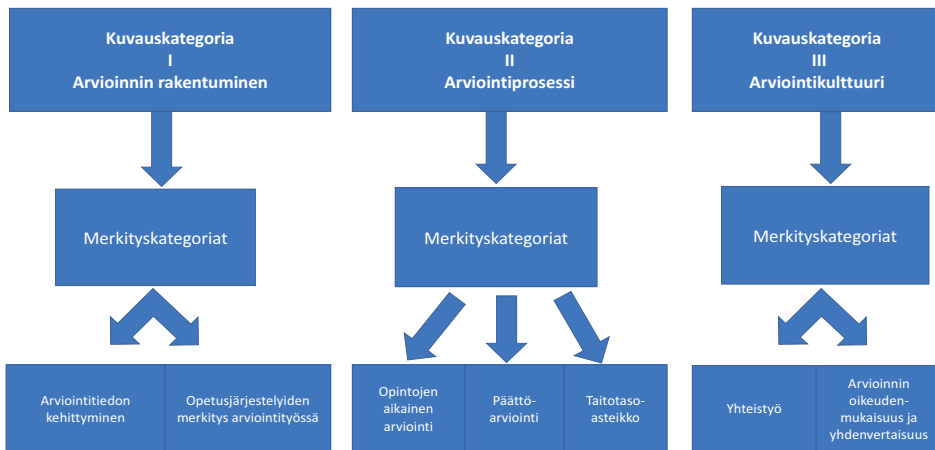 Kuvauskategoria
I
Arvioinnin rakentuminen
Kuvauskategoria
II
Arviointiprosessi
Kuvauskategoria
III
Arviointikulttuuri
Merkityskategoriat
Merkityskategoriat
Merkityskategoriat
Arviointitiedon
kehittyminen
Opetusjärjestelyiden
merkitys arviointityössä
Opintojen
aikainen
arviointi
Päättö-
arviointi
Taitotaso-
asteikko
Yhteistyö
Arvioinnin
oikeuden-
mukaisuus ja
yhdenvertaisuus